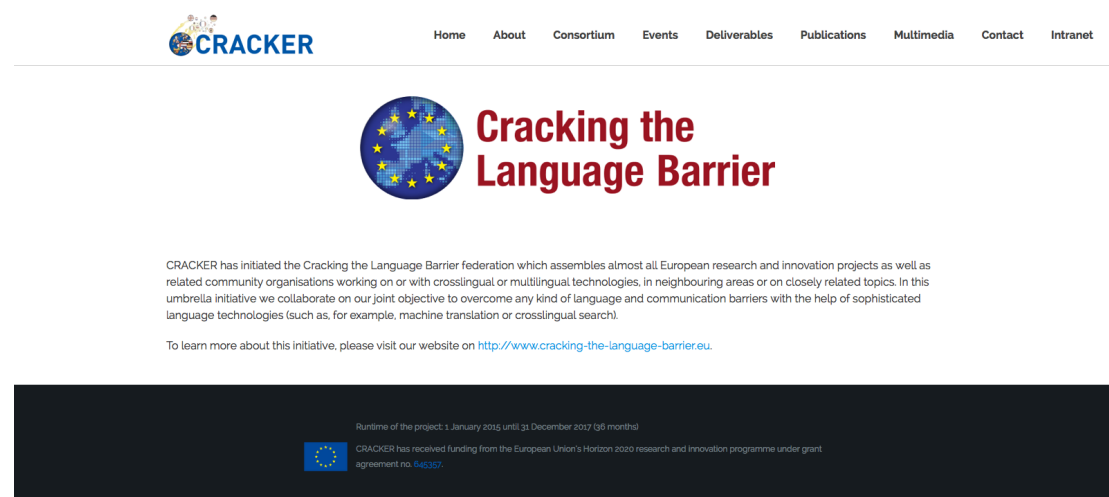 CRACKER
Home About Consortium Events Deliverables Publications Multimedia Contact Intranet
Cracking the
Language Barrier
CRACKER has initiated the Cracking the Language Barrier federation which assembles almost all European research and innovation projects as well as
related community organisations working on or with crosslingual or multilingual technologies, in neighbouring areas or on closely related topics. In this
umbrella initiative we collaborate on our joint objective to overcome any kind of language and communication barriers with the help of sophisticated
language technologies (such as, for example, machine translation or crosslingual search).
To learn more about this initiative, please visit our website on http://www.cracking-the-language-barrier.eu.
Runtime of the project: 1 January 2015 until 31 December 2017 (36 months)
CRACKER has received funding from the European Union's Horizon 2020 research and innovation programme under grant
agreement no. 645357.